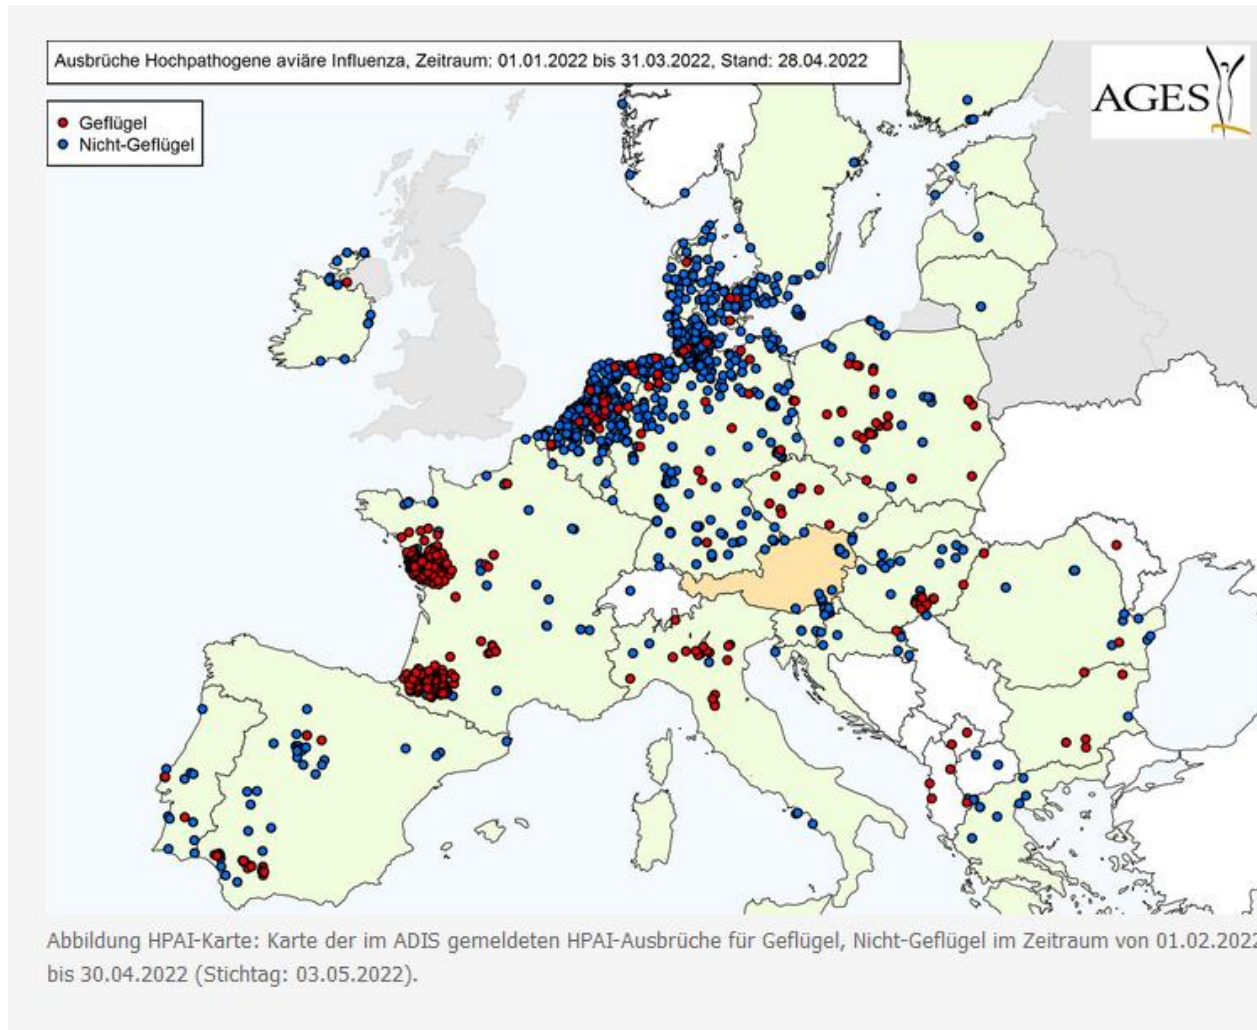 Ausbrüche Hochpathogene aviäre Influenza, Zeitraum: 01.01.2022 bis 31.03.2022, Stand: 28.04.2022
AGES
Geflügel
Nicht-Geflügel
Abbildung HPAI-Karte: Karte der im ADIS gemeldeten HPAI-Ausbrüche für Geflügel, Nicht-Geflügel im Zeitraum von 01.02.2022
bis 30.04.2022 (Stichtag: 03.05.2022).